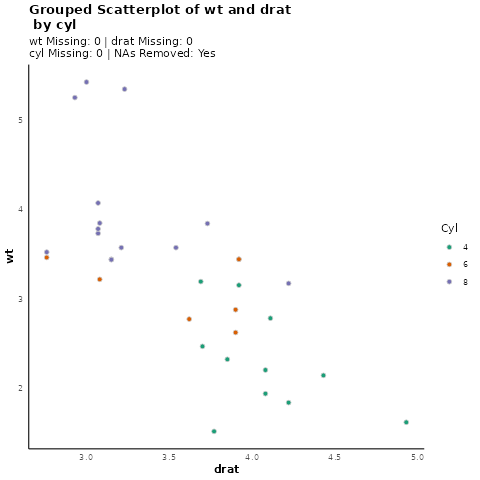 Grouped Scatterplot of wt and drat
by cyl
wt Missing: 0 | drat Missing: 0
cyl Missing: 0 | NAs Removed: Yes
5
4
3
2
wt
Cyl
4
6
8
3.0 3.5 4.0 4.5 5.0
drat